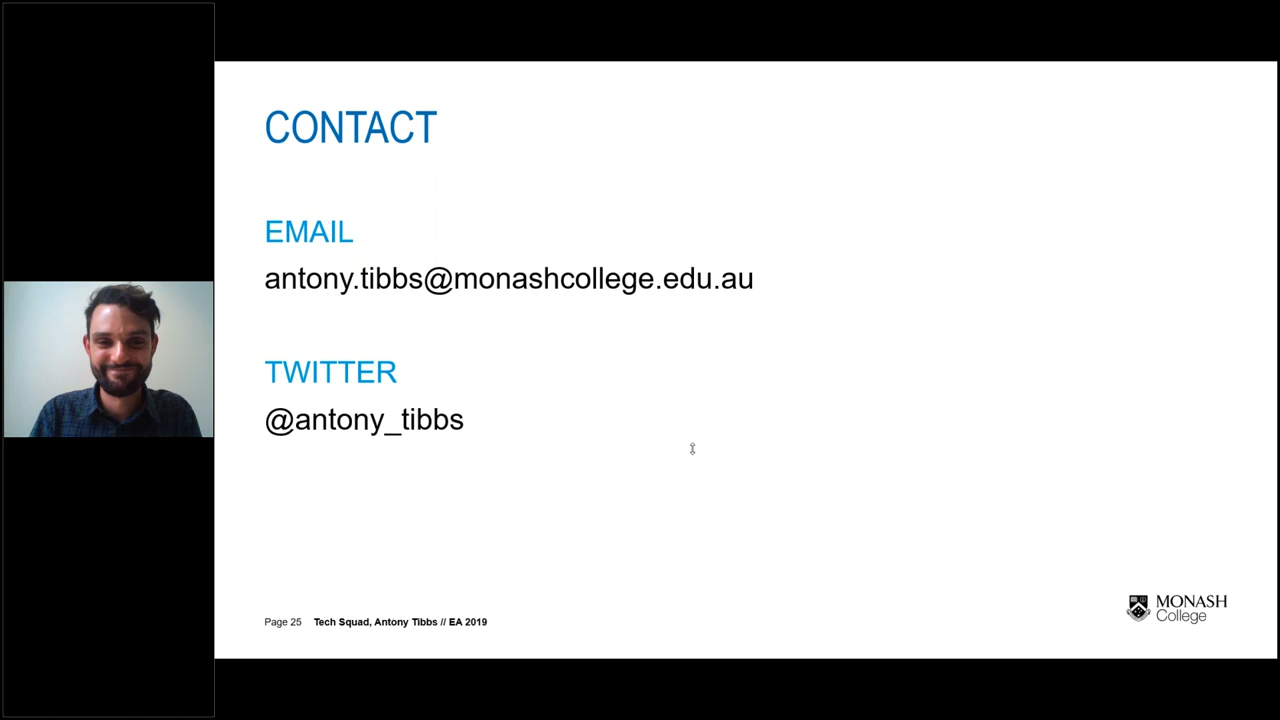 CONTACT
EMAIL
antony.tibbs@monashcollege.edu.au
TWITTER
@antony_tibbs
Page 25 Tech Squad, Antony Tibbs // EA 2019
MONASH
College